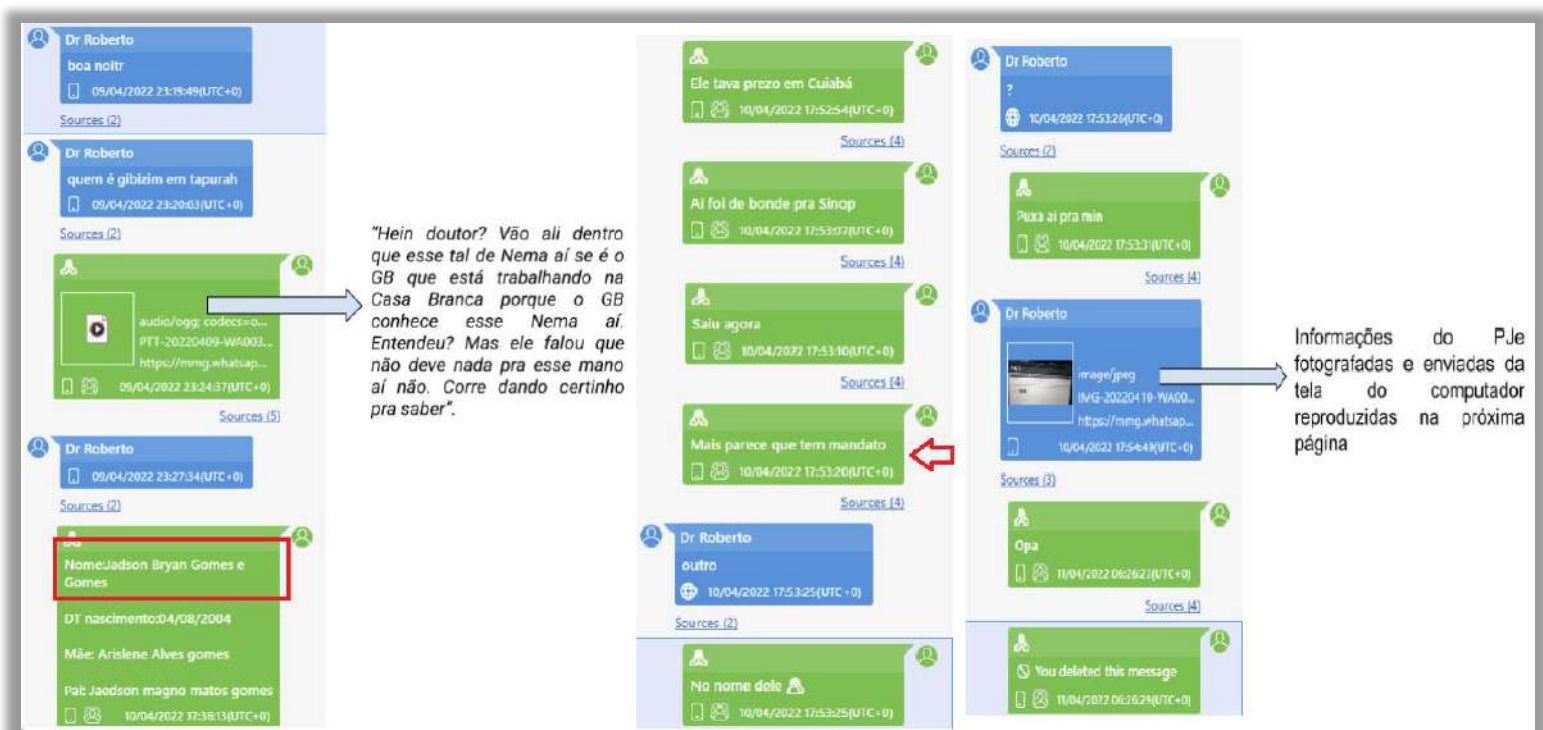 Dr Roberto
boa noitr
09/04/2022 23:19:49(UTC+0)
Sources (2)
Dr Roberto
quem é gibizim em tapurah
09/04/2022 23:20:03(UTC+0)
Sources (2)
audio/ogg; codecs=o...
PTT-20220409-WA003...
https://mmg.whatsap...
09/04/2022 23:24:37(UTC+0)
Sources (5)
Dr Roberto
09/04/2022 23:27:34(UTC+0)
Sources (2)
Nome:Jadson Bryan Gomes e
Gomes
DT nascimento:04/08/2004
Mãe: Arislene Alves gomes
Pai: Jaedson magno matos gomes
10/04/2022 17:36:13(UTC+0)
"Hein doutor? Vão ali dentro
que esse tal de Nema aí se é o
GB que está trabalhando na
Casa Branca porque o GB
conhece esse Nema aí.
Entendeu? Mas ele falou que
não deve nada pra esse mano
aí não. Corre dando certinho
pra saber".
Ele tava prezo em Cuiabá
10/04/2022 17:52:54(UTC+0)
Sources (4)
Aí foi de bonde pra Sinop
10/04/2022 17:53:07(UTC+0)
Sources (4)
Saiu agora
10/04/2022 17:53:10(UTC+0)
Sources (4)
Mais parece que tem mandato
10/04/2022 17:53:20(UTC+0)
Sources (4)
Dr Roberto
outro
10/04/2022 17:53:25(UTC+0)
Sources (2)
No nome dele
10/04/2022 17:53:25(UTC+0)
Dr Roberto
?
10/04/2022 17:53:26(UTC+0)
Sources (2)
Puxa aí pra min
10/04/2022 17:53:31(UTC+0)
Sources (4)
Dr Roberto
image/jpeg
IMG-20220410-WA00...
https://mmg.whatsap...
10/04/2022 17:54:49(UTC+0)
Sources (3)
Opa
11/04/2022 06:26:22(UTC+0)
Sources (4)
You deleted this message
11/04/2022 06:26:29(UTC+0)
Informações do PJe
fotografadas e enviadas da
tela do computador
reproduzidas na próxima
página